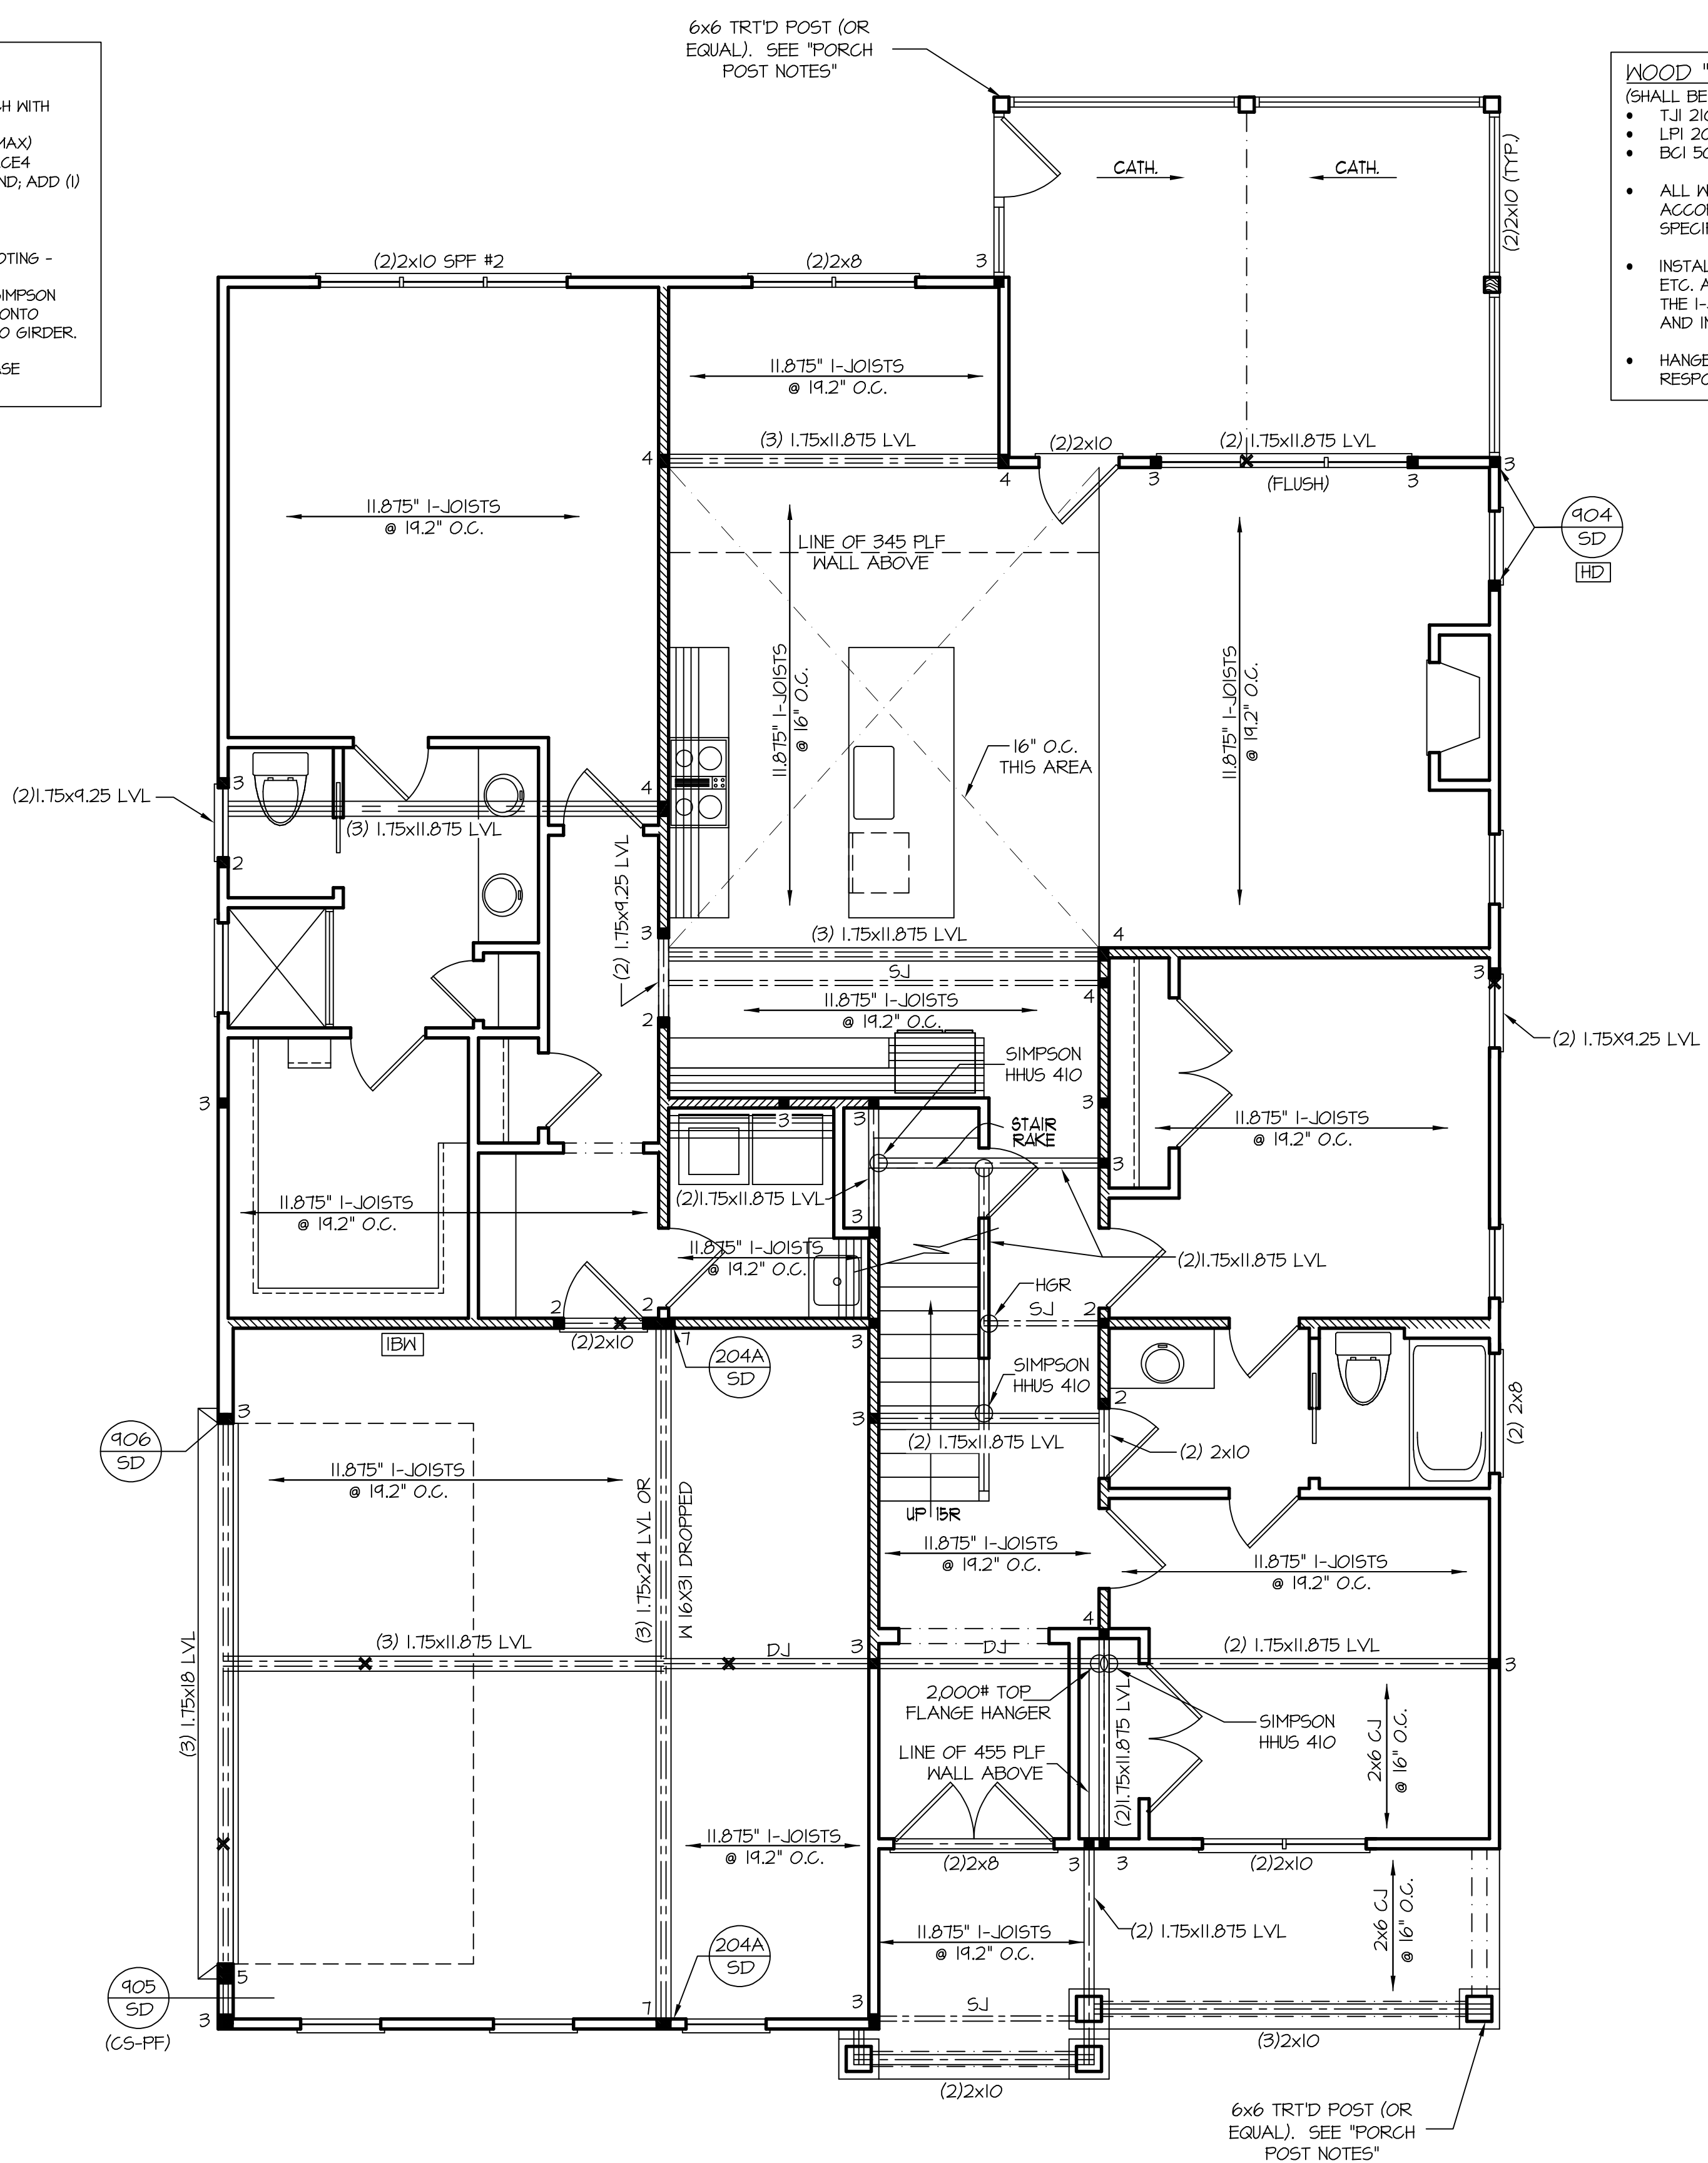 6x6 TRT'D POST (OR
EQUAL). SEE "PORCH
POST NOTES"
H WITH
MAX)
CE4
ND; ADD (1)
OTING -
SIMPSON
ONTO
O GIRDER.
ASE
WOOD "
(SHALL BE
• TJI 210
• LPI 20
• BCI 50
• ALL W
ACCOR
SPECIF
• INSTAL
ETC. A
THE I-J
AND IN
• HANGE
RESPO
CATH.
CATH.
(2)2x10 (TYP.)
(2)2x10 SPF #2
(2)2x8
3
11.875" I-JOISTS
@ 19.2" O.C.
(3) 1.75x11.875 LVL
(2)2x10
(2) 1.75x11.875 LVL
4
4
3
(FLUSH)
3
3
11.875" I-JOISTS
@ 19.2" O.C.
904
SD
HD
LINE OF 345 PLF
WALL ABOVE
11.875" I-JOISTS
@ 16" O.C.
11.875" I-JOISTS
@ 19.2" O.C.
16" O.C.
THIS AREA
(2)1.75x9.25 LVL
3
4
(3) 1.75x11.875 LVL
2
(2) 1.75x9.25 LVL
3
(3) 1.75x11.875 LVL
4
SJ
4
3
11.875" I-JOISTS
@ 19.2" O.C.
2
(2) 1.75X9.25 LVL
SIMPSON
HHUS 410
3
3
3
3
STAIR
RAKE
11.875" I-JOISTS
@ 19.2" O.C.
3
(2)1.75x11.875 LVL
11.875" I-JOISTS
@ 19.2" O.C.
3
11.875" I-JOISTS
@ 19.2" O.C.
(2)1.75x11.875 LVL
HGR
SJ
2
2
2
IBW
(2)2x10
7
3
204A
SD
SIMPSON
HHUS 410
2
(2) 2x8
3
906
SD
3
(2) 1.75x11.875 LVL
(2) 2x10
11.875" I-JOISTS
@ 19.2" O.C.
(3) 1.75x24 LVL OR
W 16X31 DROPPED
UP 15R
11.875" I-JOISTS
@ 19.2" O.C.
11.875" I-JOISTS
@ 19.2" O.C.
4
(3) 1.75x18 LVL
(3) 1.75x11.875 LVL
DJ
3
DJ
(2) 1.75x11.875 LVL
3
2,000# TOP
FLANGE HANGER
(2)1.75x11.875 LVL
SIMPSON
HHUS 410
2x6 CJ
@ 16" O.C.
LINE OF 455 PLF
WALL ABOVE
11.875" I-JOISTS
@ 19.2" O.C.
(2)2x8
3
3
(2)2x10
11.875" I-JOISTS
@ 19.2" O.C.
(2) 1.75x11.875 LVL
2x6 CJ
@ 16" O.C.
204A
SD
5
905
SD
3
(CS-PF)
7
3
SJ
(3)2x10
(2)2x10
6x6 TRT'D POST (OR
EQUAL). SEE "PORCH
POST NOTES"